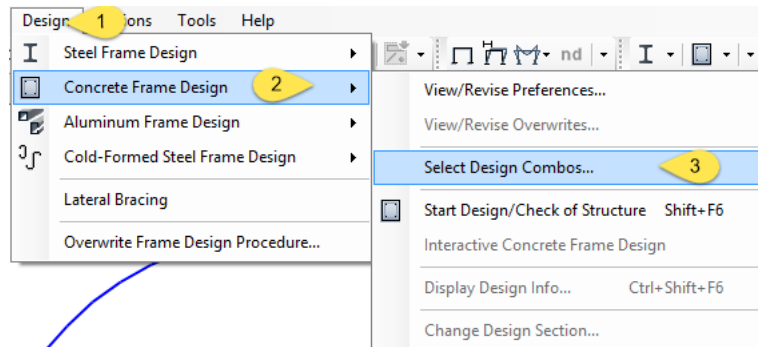 Design 1 ons Tools Help
Steel Frame Design
Concrete Frame Design 2
Aluminum Frame Design
Cold-Formed Steel Frame Design
Lateral Bracing
Overwrite Frame Design Procedure...
nd
View/Revise Preferences...
View/Revise Overwrites...
Select Design Combos... 3
Start Design/Check of Structure Shift+F6
Interactive Concrete Frame Design
Display Design Info... Ctrl+Shift+F6
Change Design Section...